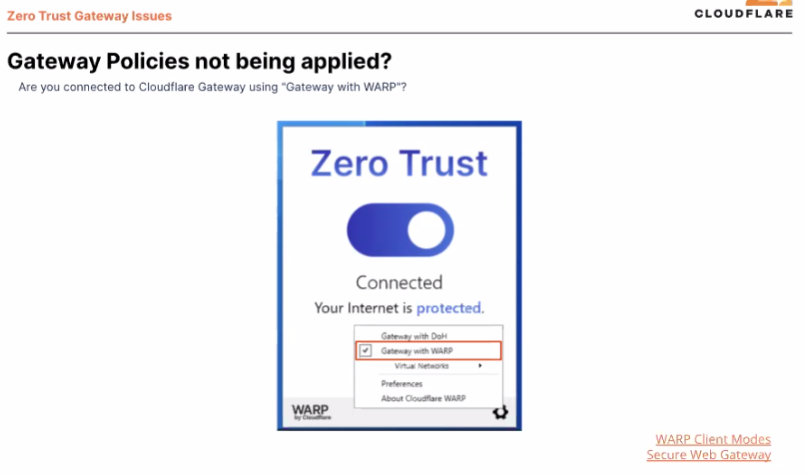 Zero Trust Gateway Issues
CLOUDFLARE
Gateway Policies not being applied?
Are you connected to Cloudflare Gateway using "Gateway with WARP"?
Zero Trust
Connected
Your Internet is protected.
Gateway with DoH
Gateway with WARP
Virtual Networks
Preferences
About Cloudflare WARP
WARP
by Cloudflare
WARP Client Modes
Secure Web Gateway